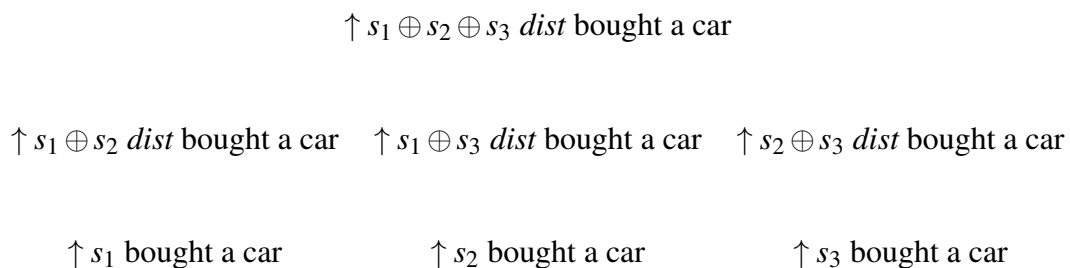 ↑ s₁ ⊕ s₂ ⊕ s₃ dist bought a car
↑ s₁ ⊕ s₂ dist bought a car ↑ s₁ ⊕ s₃ dist bought a car ↑ s₂ ⊕ s₃ dist bought a car
↑ s₁ bought a car ↑ s₂ bought a car ↑ s₃ bought a car